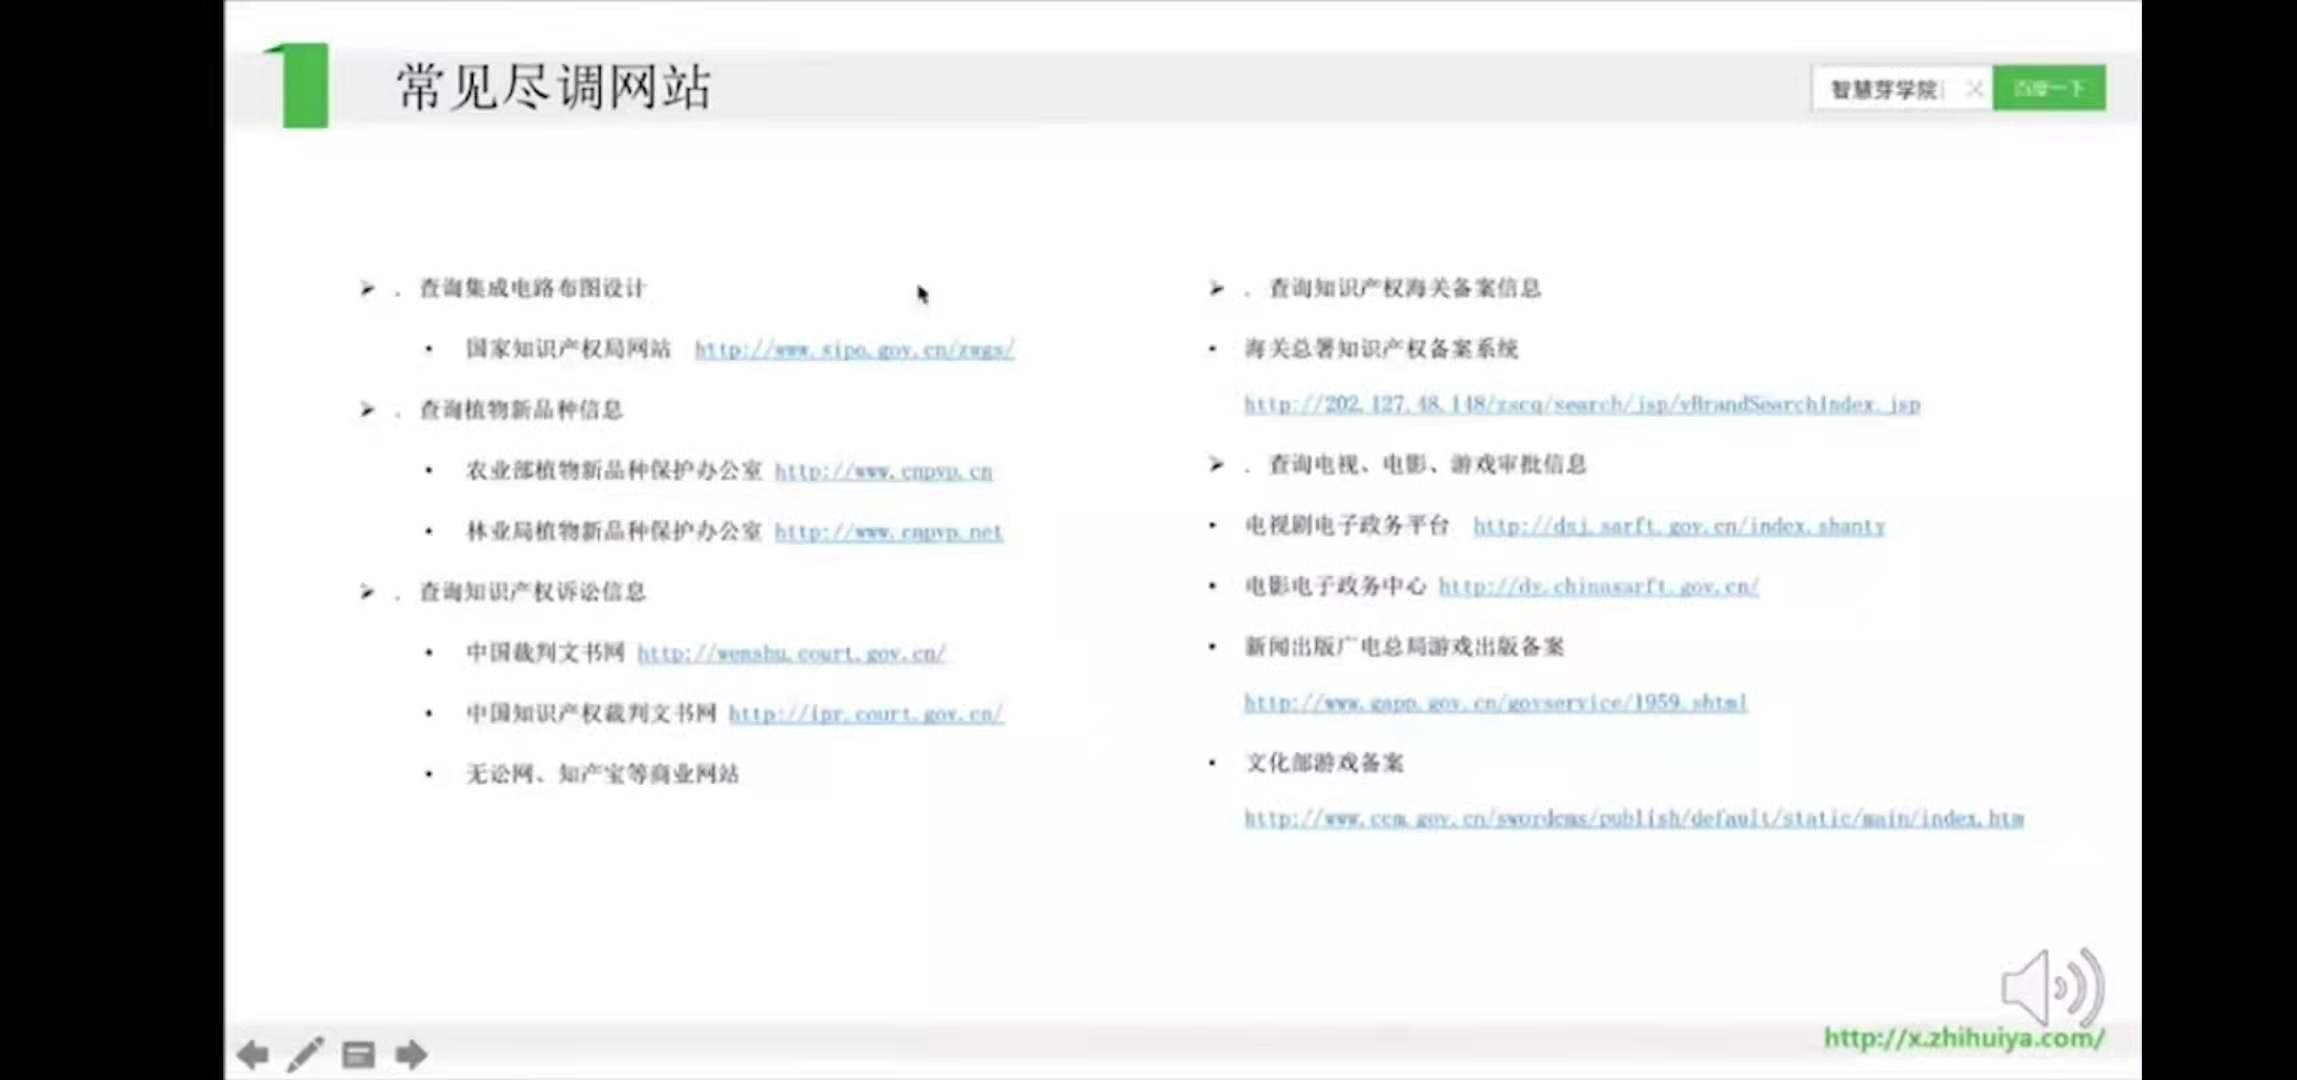 常见尽调网站
智慧芽学院
百度一下
➢ . 查询集成电路布图设计
• 国家知识产权局网站 http://www.sipo.gov.cn/zwgs/
➢ . 查询植物新品种信息
• 农业部植物新品种保护办公室 http://www.cnpvp.cn
• 林业局植物新品种保护办公室 http://www.cnpvp.net
➢ . 查询知识产权诉讼信息
• 中国裁判文书网 http://wenshu.court.gov.cn/
• 中国知识产权裁判文书网 http://ipr.court.gov.cn/
• 无讼网、知产宝等商业网站
➢ . 查询知识产权海关备案信息
• 海关总署知识产权备案系统
http://202.127.48.148/zscq/search/jsp/vBrandSearchIndex.jsp
➢ . 查询电视、电影、游戏审批信息
• 电视剧电子政务平台 http://dsj.sarft.gov.cn/index.shanty
• 电影电子政务中心 http://dy.chinasarft.gov.cn/
• 新闻出版广电总局游戏出版备案
http://www.gapp.gov.cn/govservice/1959.shtml
• 文化部游戏备案
http://www.ccm.gov.cn/swordcms/publish/default/static/main/index.htm
http://x.zhihuiya.com/